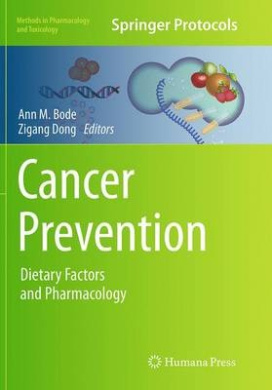 Methods in Pharmacology
and Toxicology
Springer Protocols
Ann M. Bode
Zigang Dong Editors
Cancer
Prevention
Dietary Factors
and Pharmacology
Humana Press